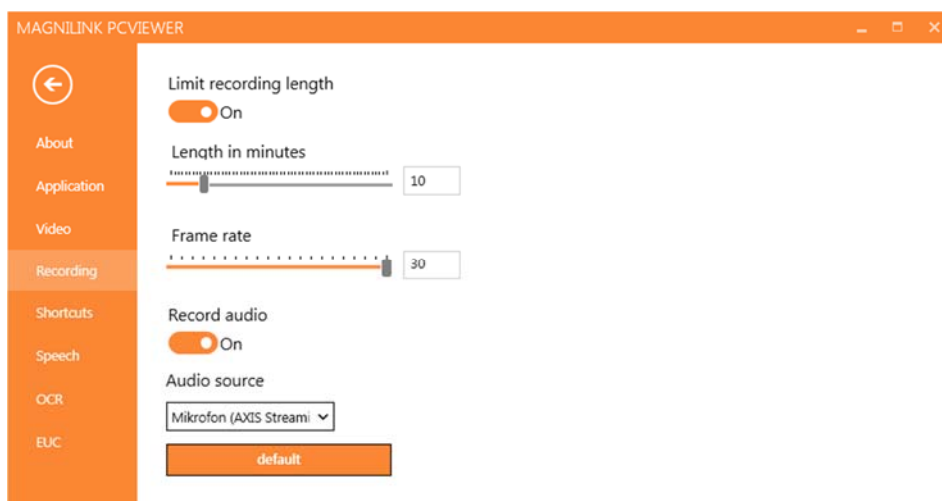 MAGNILINK PCVIEWER
About
Application
Video
Recording
Shortcuts
Speech
OCR
EUC
Limit recording length
On
Length in minutes
10
Frame rate
30
Record audio
On
Audio source
Mikrofon (AXIS Streami
default